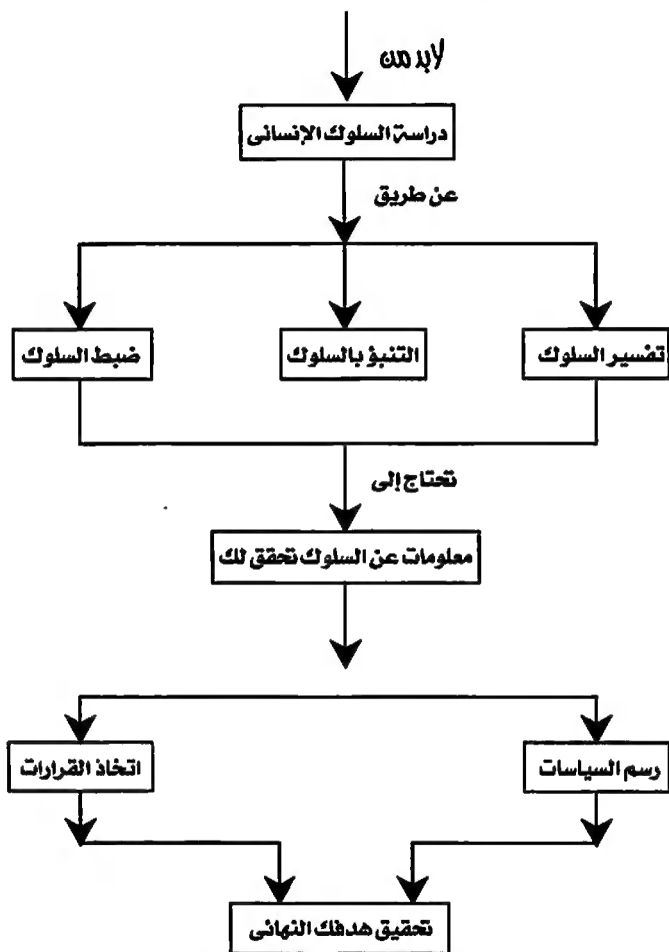 لابد من
دراسة السلوك الإنسانى
عن طريق
تفسير السلوك
التنبؤ بالسلوك
ضبط السلوك
تحتاج إلى
معلومات عن السلوك تحقق لك
رسم السياسات
اتخاذ القرارات
تحقيق هدفك النهائى